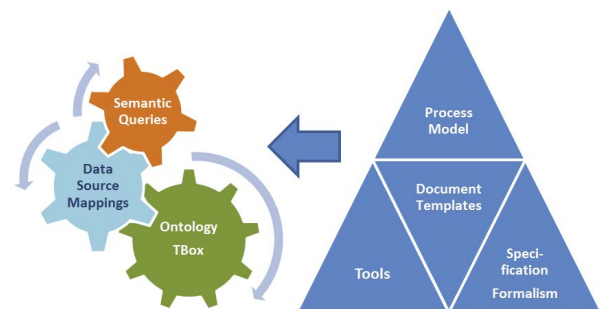 Semantic
Queries
Data
Source
Mappings
Ontology
TBox
Process
Model
Document
Templates
Tools
Speci-
fication
Formalism